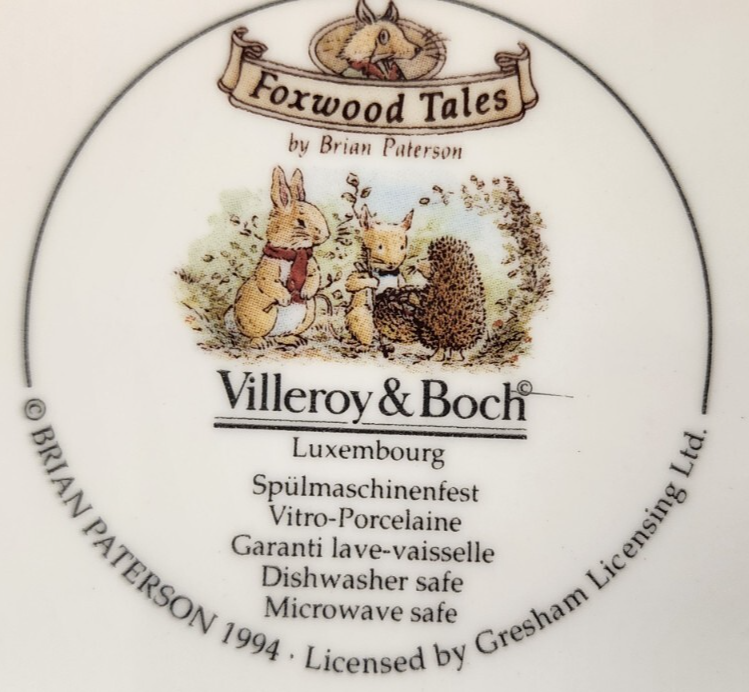 Foxwood Tales
by Brian Paterson
Villeroy & Boch©
Luxembourg
Spülmaschinenfest
Vitro-Porcelaine
Garanti lave-vaisselle
Dishwasher safe
Microwave safe
© BRIAN PATERSON 1994 · Licensed by Gresham Licensing Ltd.